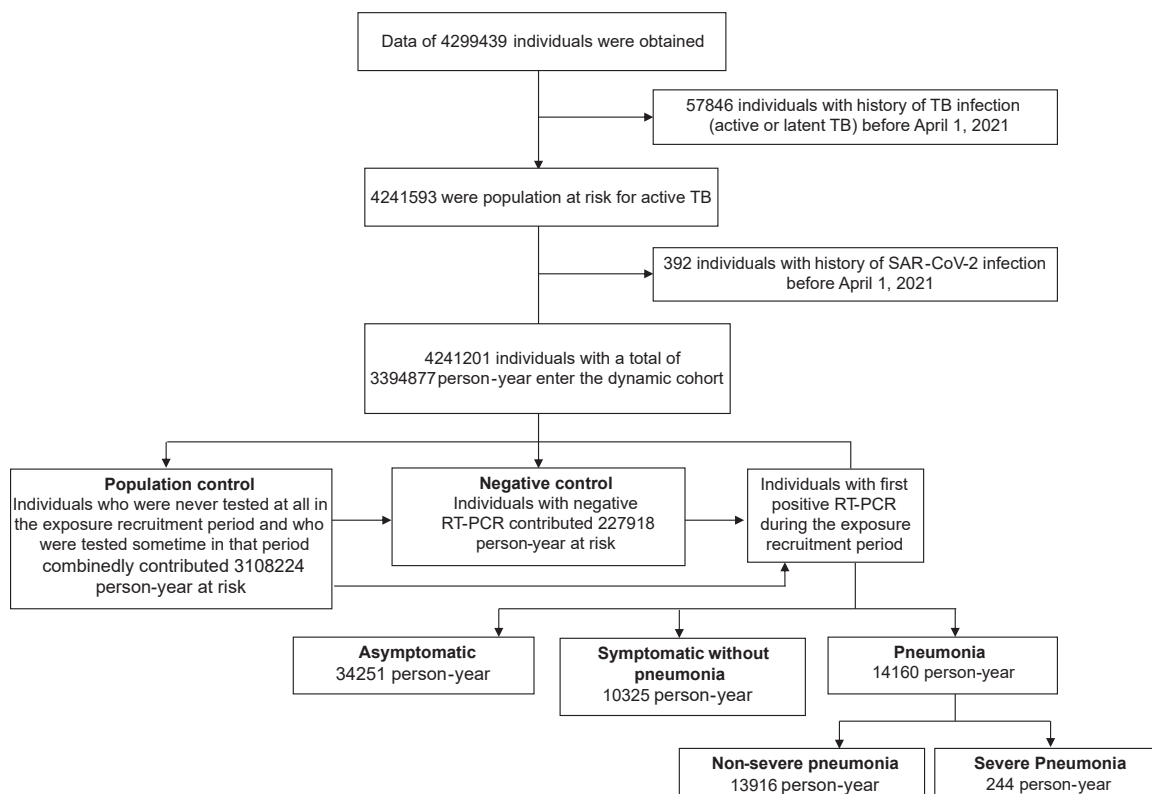 Data of 4299439 individuals were obtained
57846 individuals with history of TB infection
(active or latent TB) before April 1, 2021
4241593 were population at risk for active TB
392 individuals with history of SAR-CoV-2 infection
before April 1, 2021
4241201 individuals with a total of
3394877 person-year enter the dynamic cohort
Population control
Individuals who were never tested at all in
the exposure recruitment period and who
were tested sometime in that period
combinedly contributed 3108224
person-year at risk
Negative control
Individuals with negative
RT-PCR contributed 227918
person-year at risk
Individuals with first
positive RT-PCR
during the exposure
recruitment period
Asymptomatic
34251 person-year
Symptomatic without
pneumonia
10325 person-year
Pneumonia
14160 person-year
Non-severe pneumonia
13916 person-year
Severe Pneumonia
244 person-year